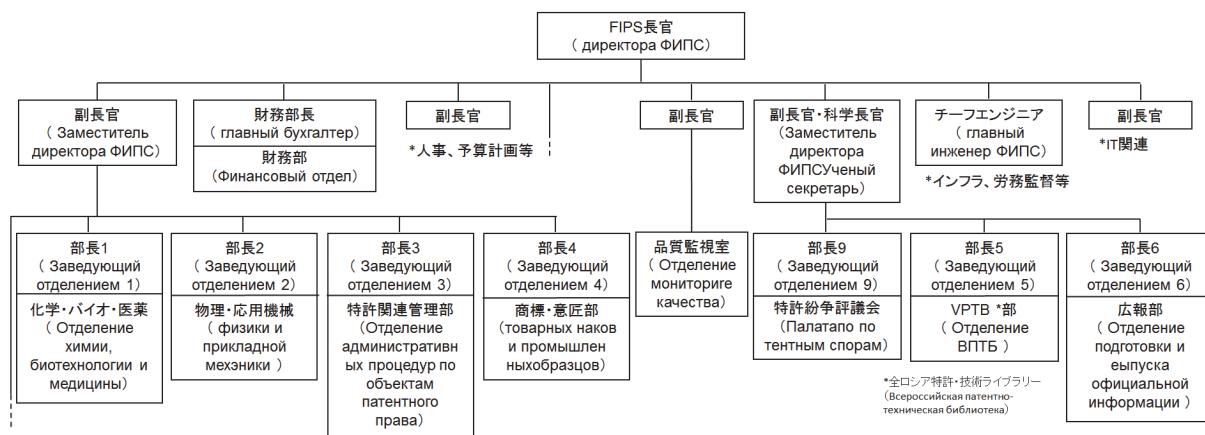 FIPS長官
（ директора ФИПС）
副長官
（ Заместитель
директора ФИПС）
財務部長
（ главный бухгалтер）
財務部
(Финансовый отдел)
副長官
*人事、予算計画等
副長官
副長官・科学長官
（Заместитель
директора
ФИПСУченый
секретарь）
チーフエンジニア
（ главный
инженер ФИПС）
*インフラ、労務監督等
副長官
*IT関連
部長1
（ Заведующий
отделением 1）
化学・バイオ・医薬
（ Отделение
химии,
биотехнологии и
медицины）
部長2
（ Заведующий
отделением 2）
物理・応用機械
（ физики и
прикладной
мехэники ）
部長3
（ Заведующий
отделением 3）
特許関連管理部
（Отделение
административн
ых процедур по
объектам
патентного
права）
部長4
（ Заведующий
отделением 4）
商標・意匠部
（товарных наков
и промышлен
ныхобразцов）
品質監視室
（ Отделение
мониториге
качества）
部長9
（ Заведующий
отделением 9）
特許紛争評議会
（Палатапо по
тентным спорам）
部長5
（ Заведующий
отделением 5）
VPTB *部
（ Отделение
ВПТБ ）
*全ロシア特許・技術ライブラリー
（Всероссийская патентно-
техническая библиотека）
部長6
（ Заведующий
отделением 6）
広報部
（ Отделение
подготовки и
еыпуска
официальной
информации ）